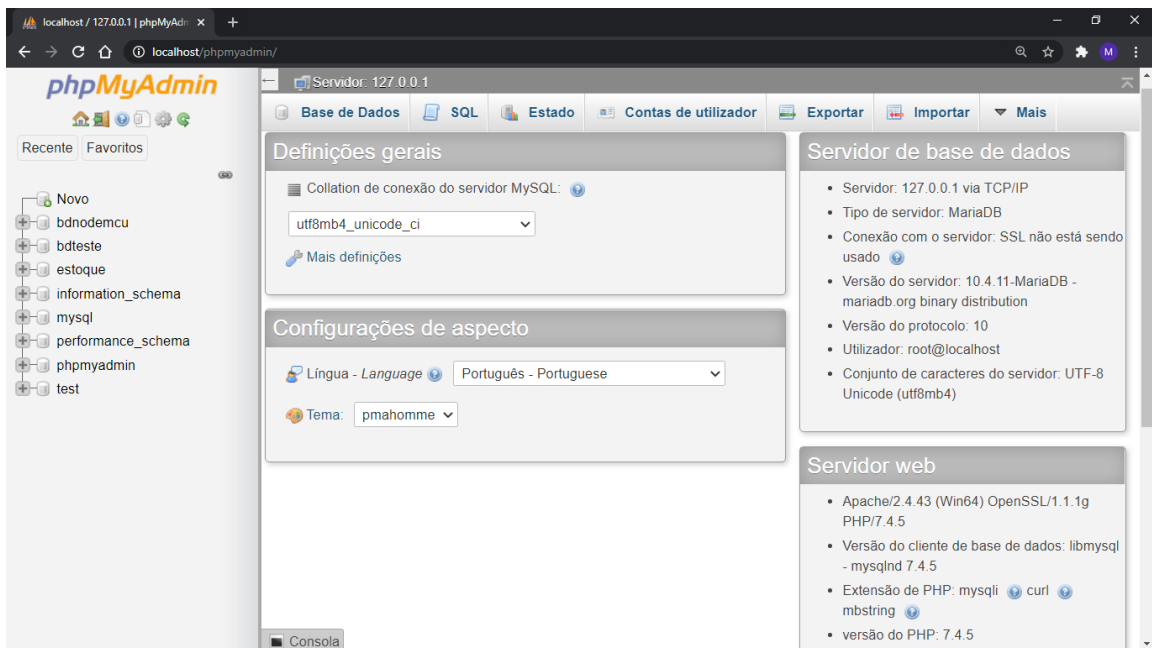 localhost / 127.0.0.1 | phpMyAdm
localhost/phpmyadmin/
M
phpMyAdmin
Recente Favoritos
Novo
bdnodemcu
bdteste
estoque
information_schema
mysql
performance_schema
phpmyadmin
test
Servidor: 127.0.0.1
Base de Dados SQL Estado Contas de utilizador Exportar Importar Mais
Definições gerais
Collation de conexão do servidor MySQL:
utf8mb4_unicode_ci
Mais definições
Configurações de aspecto
Língua - Language Português - Portuguese
Tema: pmahomme
Consola
Servidor de base de dados
Servidor: 127.0.0.1 via TCP/IP
Tipo de servidor: MariaDB
Conexão com o servidor: SSL não está sendo
usado
Versão do servidor: 10.4.11-MariaDB -
mariadb.org binary distribution
Versão do protocolo: 10
Utilizador: root@localhost
Conjunto de caracteres do servidor: UTF-8
Unicode (utf8mb4)
Servidor web
Apache/2.4.43 (Win64) OpenSSL/1.1.1g
PHP/7.4.5
Versão do cliente de base de dados: libmysql
- mysqlnd 7.4.5
Extensão de PHP: mysqli curl
mbstring
versão do PHP: 7.4.5